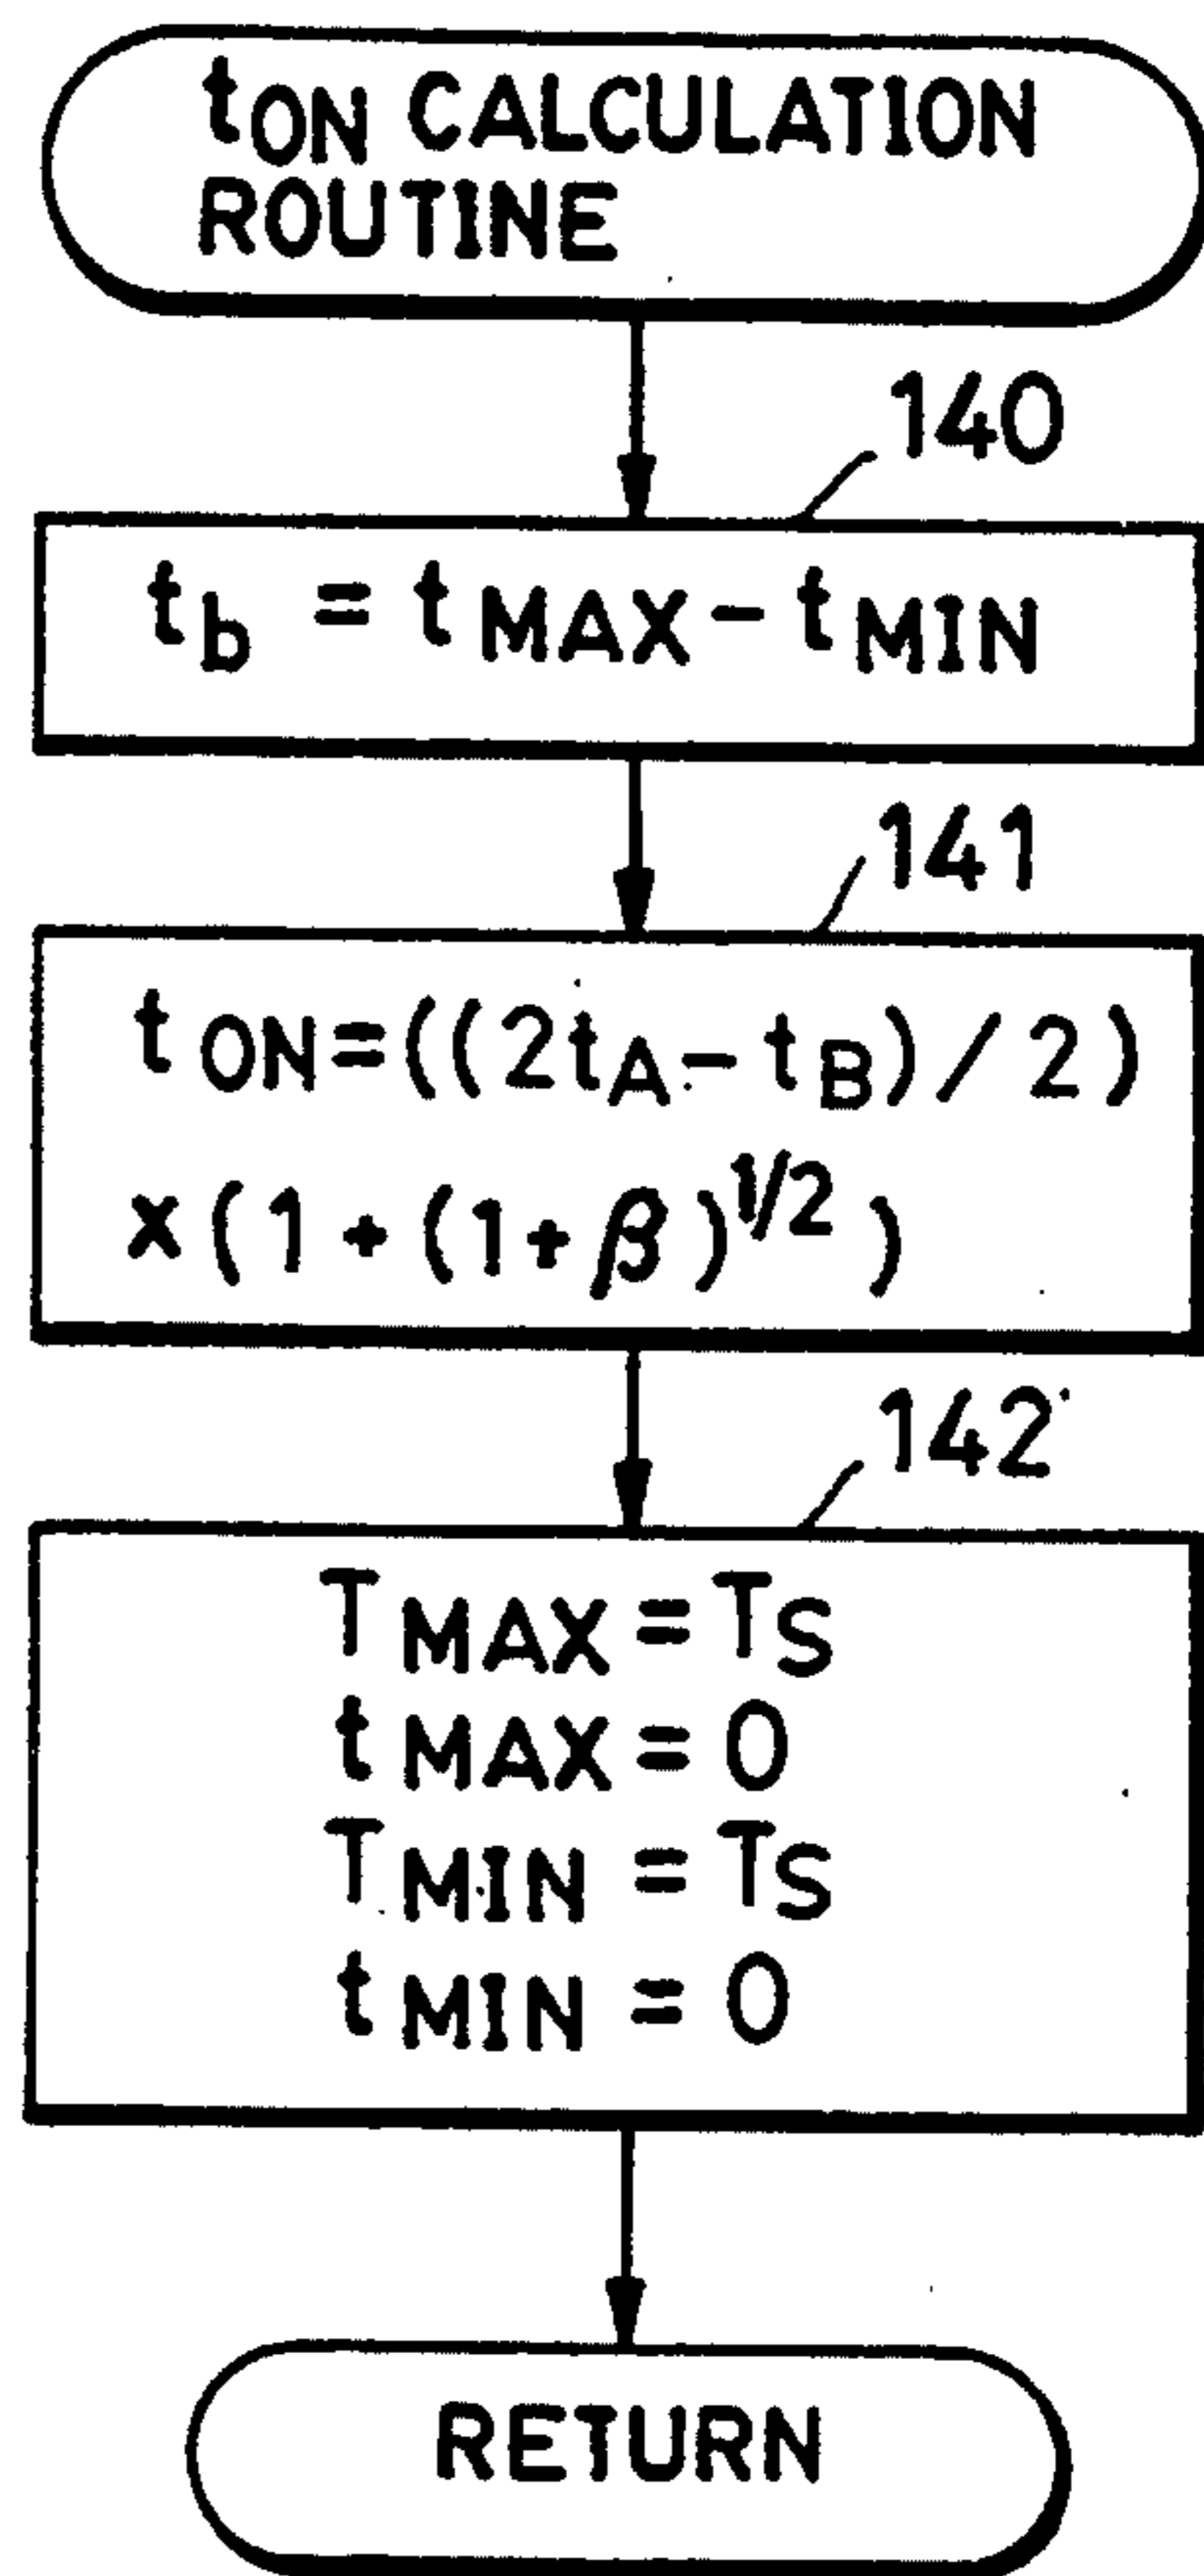 tON CALCULATION
ROUTINE
140
tb = tMAX - tMIN
141
tON=((2tA-tB)/2)
x(1+(1+β)1/2)
142
TMAX=TS
tMAX=0
TMIN=TS
tMIN=0
RETURN